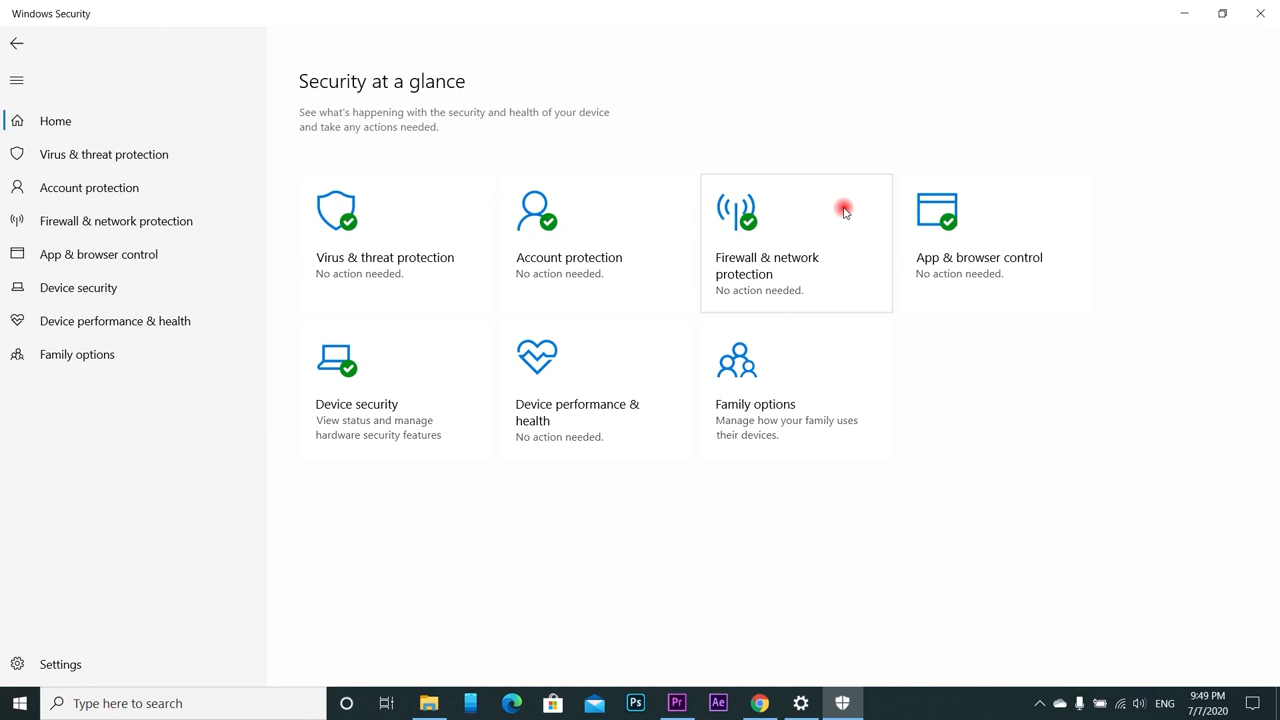 Windows Security
Home
Virus & threat protection
Account protection
Firewall & network protection
App & browser control
Device security
Device performance & health
Family options
Settings
Security at a glance
See what's happening with the security and health of your device
and take any actions needed.
Virus & threat protection
No action needed.
Account protection
No action needed.
Firewall & network
protection
No action needed.
App & browser control
No action needed.
Device security
View status and manage
hardware security features
Device performance &
health
No action needed.
Family options
Manage how your family uses
their devices.
Type here to search
Ps
Pr
Ae
ENG
9:49 PM
7/7/2020